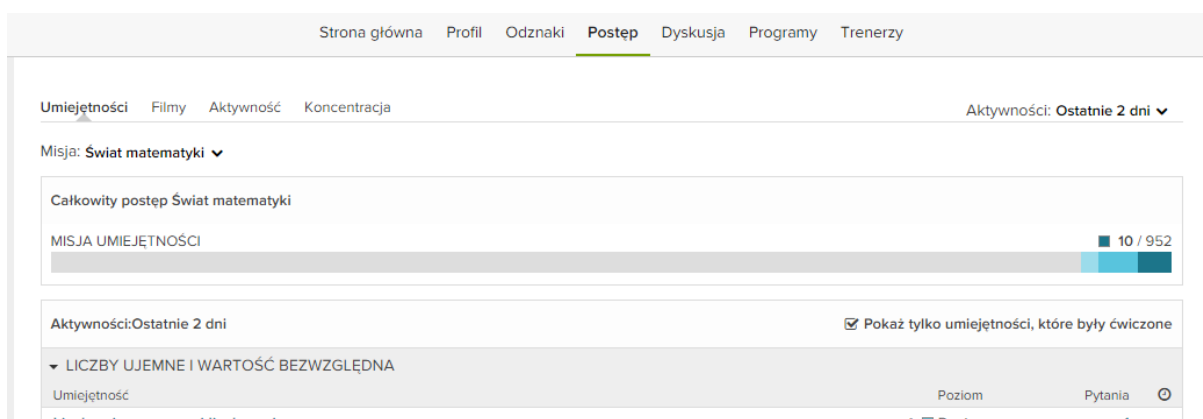 Strona główna Profil Odznaki Postęp Dyskusja Programy Trenerzy
Umiejętności Filmy Aktywność Koncentracja Aktywności: Ostatnie 2 dni
Misja: Świat matematyki
Całkowity postęp Świat matematyki
MISJA UMIEJĘTNOŚCI 10 / 952
Aktywności:Ostatnie 2 dni Pokaż tylko umiejętności, które były ćwiczone
LICZBY UJEMNE I WARTOŚĆ BEZWZGLĘDNA
Umiejętność Poziom Pytania